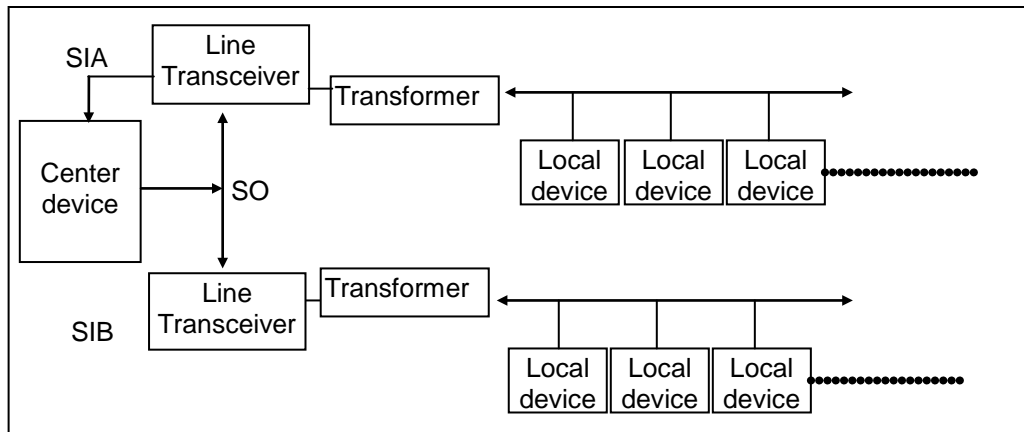 SIA
Line
Transceiver
Transformer
Local
device
Local
device
Local
device
Center
device
SO
Line
Transceiver
Transformer
SIB
Local
device
Local
device
Local
device